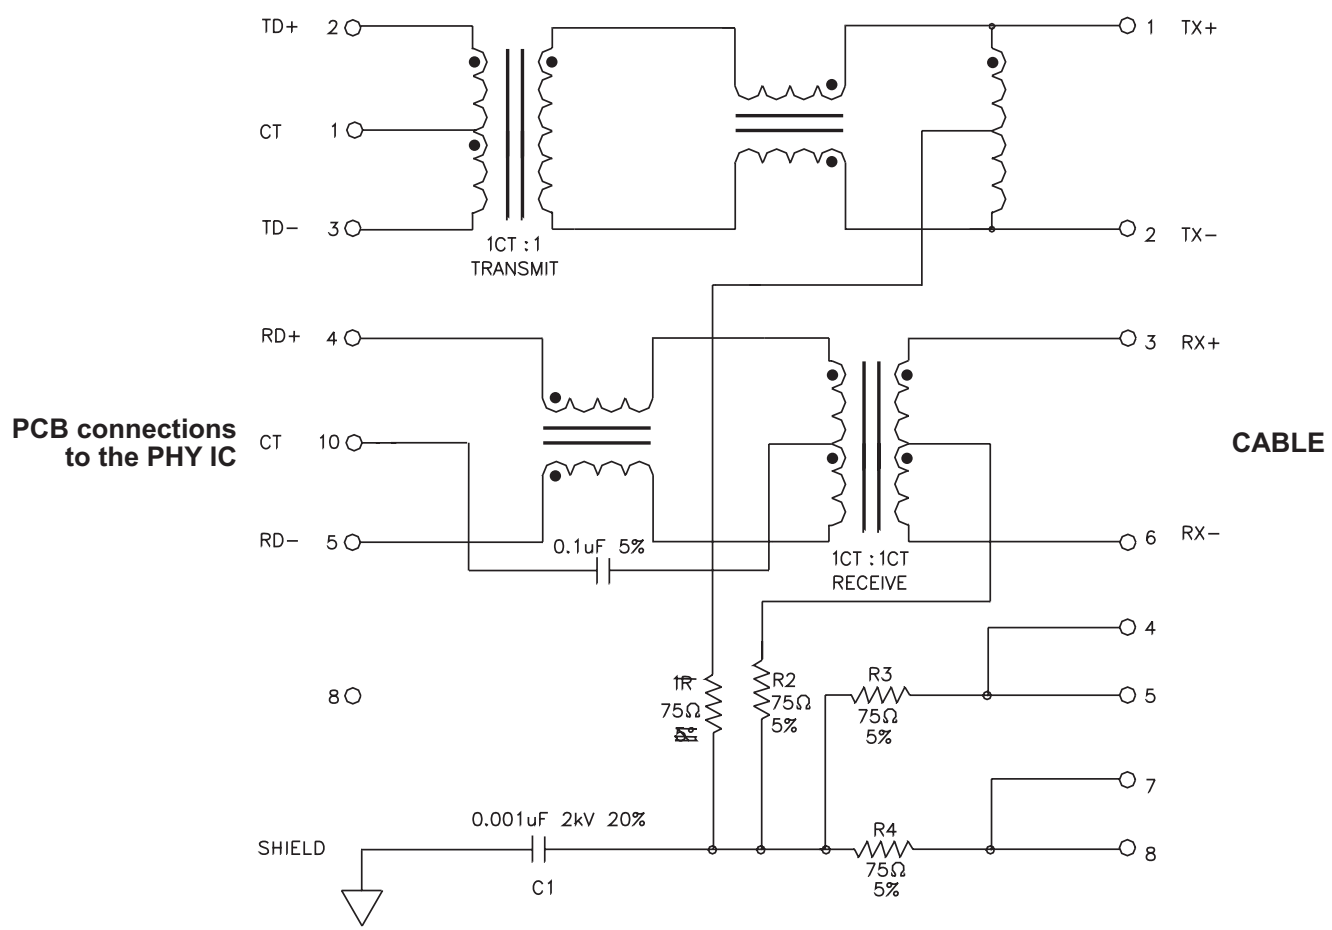 TD+ 2
1 TX+
CT 1
TD- 3
2 TX-
1CT : 1
TRANSMIT
RD+ 4
3 RX+
PCB connections
to the PHY IC
CT 10
CABLE
RD- 5
6 RX-
0.1uF 5%
1CT : 1CT
RECEIVE
4
8
1R
75Ω
R2
75Ω
5%
R3
75Ω
5%
5
7
0.001uF 2kV 20%
SHIELD
C1
R4
75Ω
5%
8